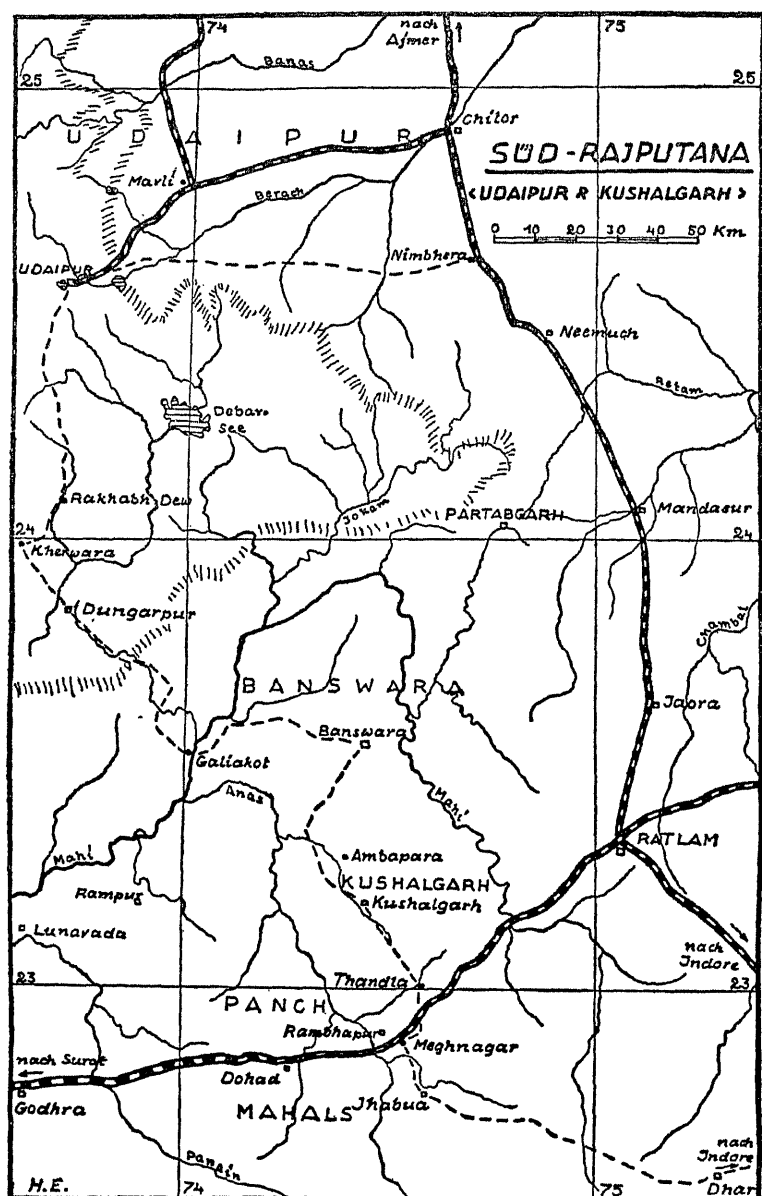 74
nach
Ajmer
75
Banas
25
25
UDAIPUR
Chitor
SÜD-RAJPUTANA
<UDAIPUR & KUSHALGARH>
Mavli
Berach
0 10 20 30 40 50 Km
Nimbhera
UDAIPUR
Neemuch
Retam
Debar-
See
Rakhabh Dew
Jokam
PARTABGARH
Mandasur
24
24
Kherwara
Dungarpur
Chambal
BANSWARA
Jaora
Banswara
Galiakot
Anas
Mahi
RATLAM
Mahi
Ambapara
KUSHALGARH
Rampur
Kushalgarh
Lunavada
nach
Indore
Thandla
23
23
PANCH
Rambhapur
Meghnagar
nach Surat
Dohad
Godhra
MAHALS
Jhabua
nach
Indore
Panam
H.E.
74
75
Dhar